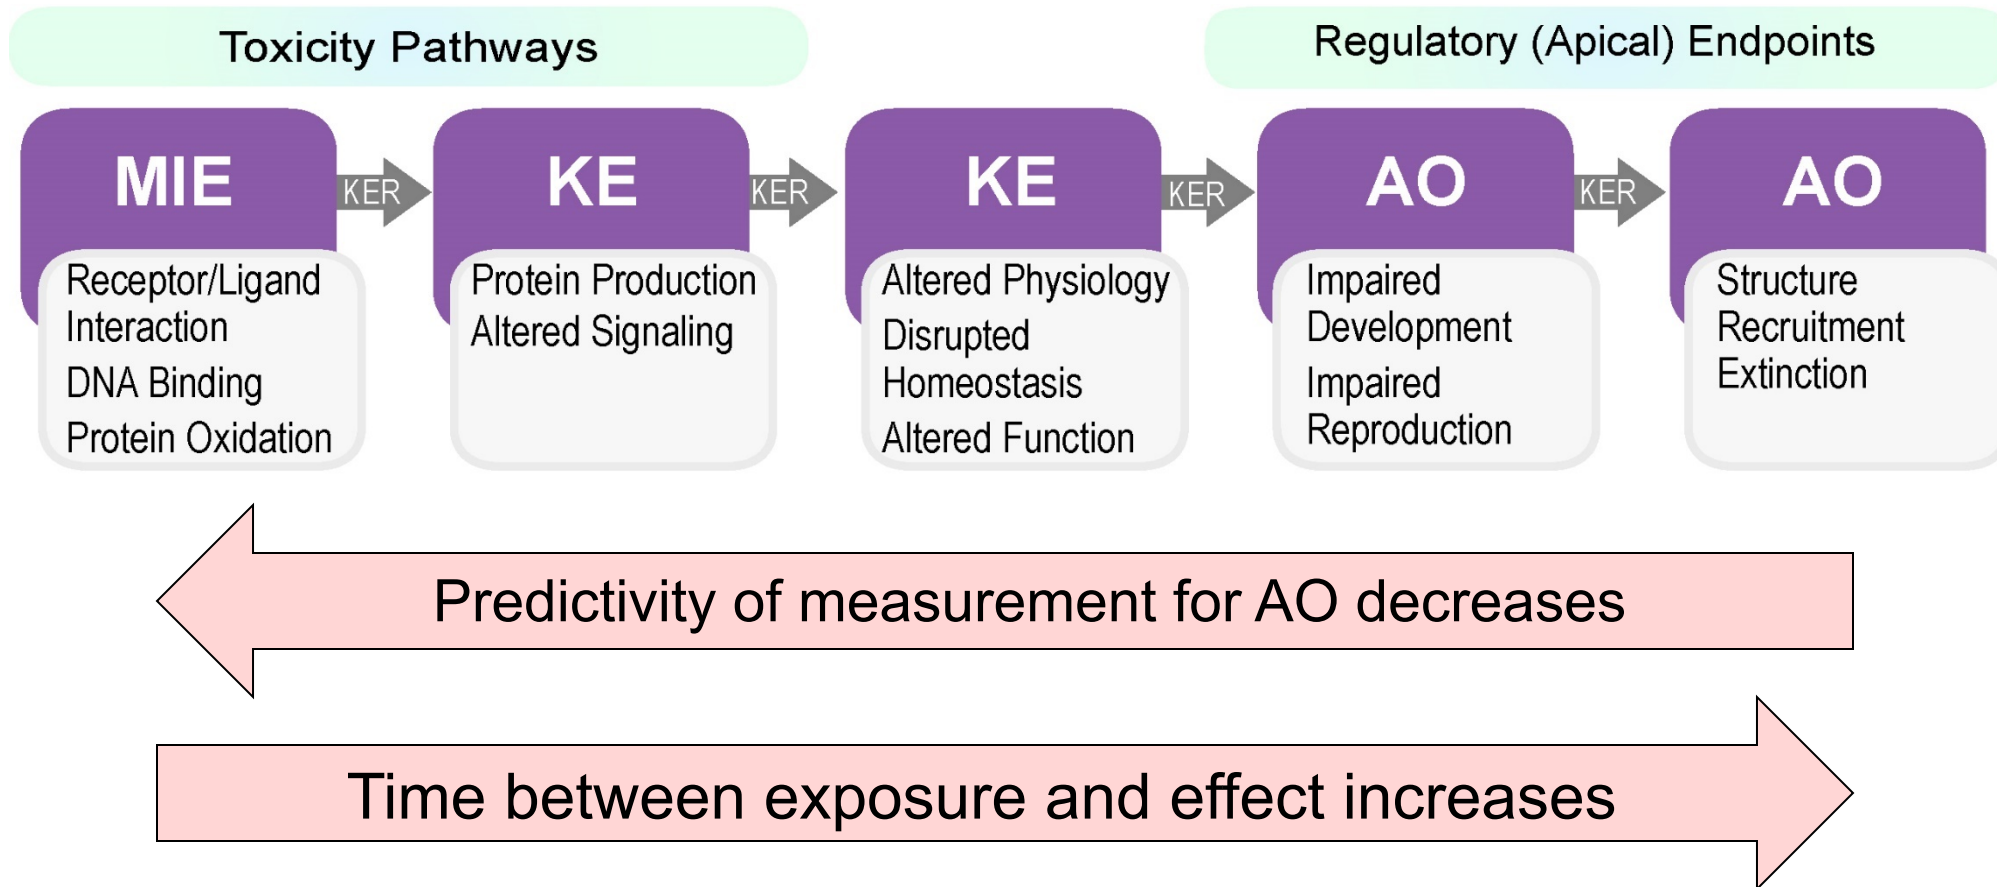 Toxicity Pathways
Regulatory (Apical) Endpoints
MIE
KER
KE
KER
KE
KER
AO
KER
AO
Receptor/Ligand
Interaction
DNA Binding
Protein Oxidation
Protein Production
Altered Signaling
Altered Physiology
Disrupted
Homeostasis
Altered Function
Impaired
Development
Impaired
Reproduction
Structure
Recruitment
Extinction
Predictivity of measurement for AO decreases
Time between exposure and effect increases